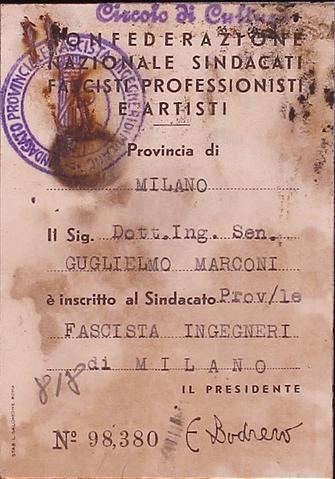 Circolo di Cultura
CONFEDERAZIONE
NAZIONALE SINDACATI
FASCISTI PROFESSIONISTI
E ARTISTI
Provincia di
MILANO
Il Sig. Dott.Ing. Sen.
GUGLIELMO MARCONI
è inscritto al Sindacato Prov/le
FASCISTA INGEGNERI
di MILANO
818
IL PRESIDENTE
Nº 98,380 E Bodrero